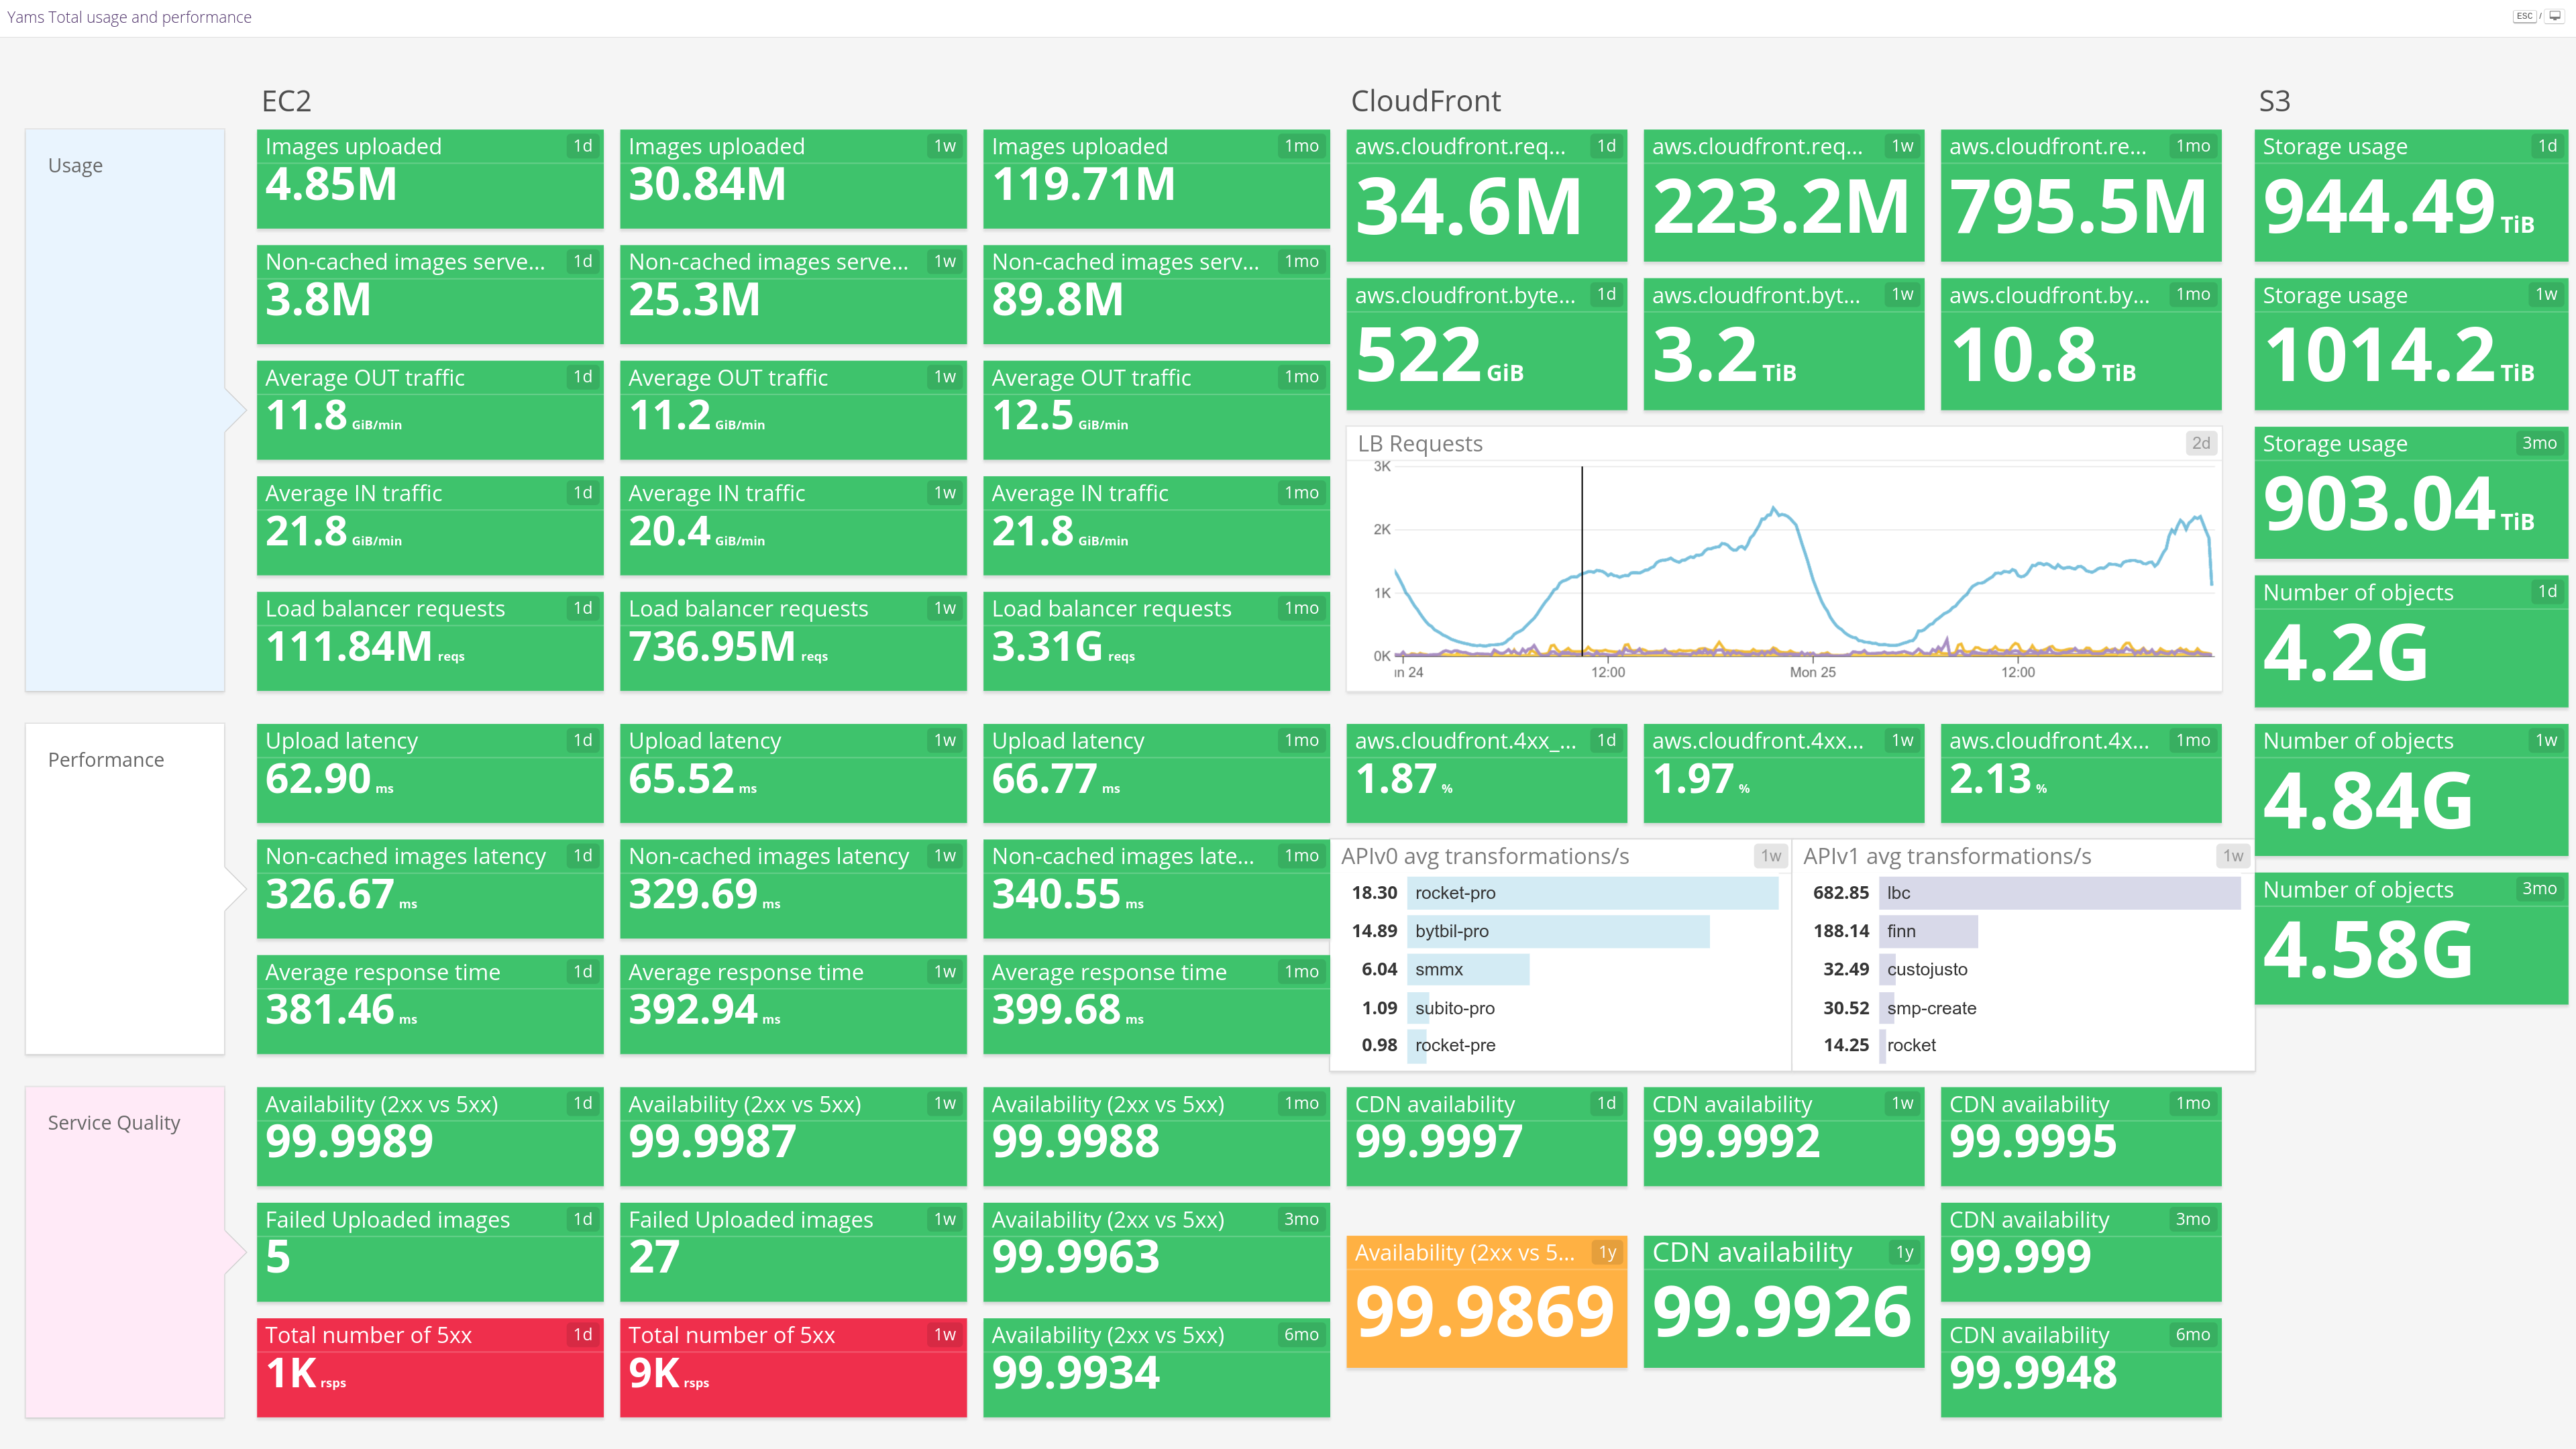 Yams Total usage and performance
ESC /
EC2
CloudFront
S3
Usage
Images uploaded 1d
4.85M
Images uploaded 1w
30.84M
Images uploaded 1mo
119.71M
Non-cached images serve... 1d
3.8M
Non-cached images serve... 1w
25.3M
Non-cached images serv... 1mo
89.8M
Average OUT traffic 1d
11.8 GiB/min
Average OUT traffic 1w
11.2 GiB/min
Average OUT traffic 1mo
12.5 GiB/min
Average IN traffic 1d
21.8 GiB/min
Average IN traffic 1w
20.4 GiB/min
Average IN traffic 1mo
21.8 GiB/min
Load balancer requests 1d
111.84M reqs
Load balancer requests 1w
736.95M reqs
Load balancer requests 1mo
3.31G reqs
aws.cloudfront.req... 1d
34.6M
aws.cloudfront.req... 1w
223.2M
aws.cloudfront.re... 1mo
795.5M
aws.cloudfront.byte... 1d
522 GiB
aws.cloudfront.byt... 1w
3.2 TiB
aws.cloudfront.by... 1mo
10.8 TiB
LB Requests 2d
3K
2K
1K
0K
in 24 12:00 Mon 25 12:00
Storage usage 1d
944.49 TiB
Storage usage 1w
1014.2 TiB
Storage usage 3mo
903.04 TiB
Number of objects 1d
4.2G
Number of objects 1w
4.84G
Number of objects 3mo
4.58G
Performance
Upload latency 1d
62.90 ms
Upload latency 1w
65.52 ms
Upload latency 1mo
66.77 ms
Non-cached images latency 1d
326.67 ms
Non-cached images latency 1w
329.69 ms
Non-cached images late... 1mo
340.55 ms
Average response time 1d
381.46 ms
Average response time 1w
392.94 ms
Average response time 1mo
399.68 ms
aws.cloudfront.4xx_... 1d
1.87 %
aws.cloudfront.4xx... 1w
1.97 %
aws.cloudfront.4x... 1mo
2.13 %
APIv0 avg transformations/s 1w
18.30 rocket-pro
14.89 bytbil-pro
6.04 smmx
1.09 subito-pro
0.98 rocket-pre
APIv1 avg transformations/s 1w
682.85 lbc
188.14 finn
32.49 custojusto
30.52 smp-create
14.25 rocket
Service Quality
Availability (2xx vs 5xx) 1d
99.9989
Availability (2xx vs 5xx) 1w
99.9987
Availability (2xx vs 5xx) 1mo
99.9988
Failed Uploaded images 1d
5
Failed Uploaded images 1w
27
Availability (2xx vs 5xx) 3mo
99.9963
Total number of 5xx 1d
1K rsps
Total number of 5xx 1w
9K rsps
Availability (2xx vs 5xx) 6mo
99.9934
CDN availability 1d
99.9997
CDN availability 1w
99.9992
CDN availability 1mo
99.9995
Availability (2xx vs 5... 1y
99.9869
CDN availability 1y
99.9926
CDN availability 3mo
99.999
CDN availability 6mo
99.9948